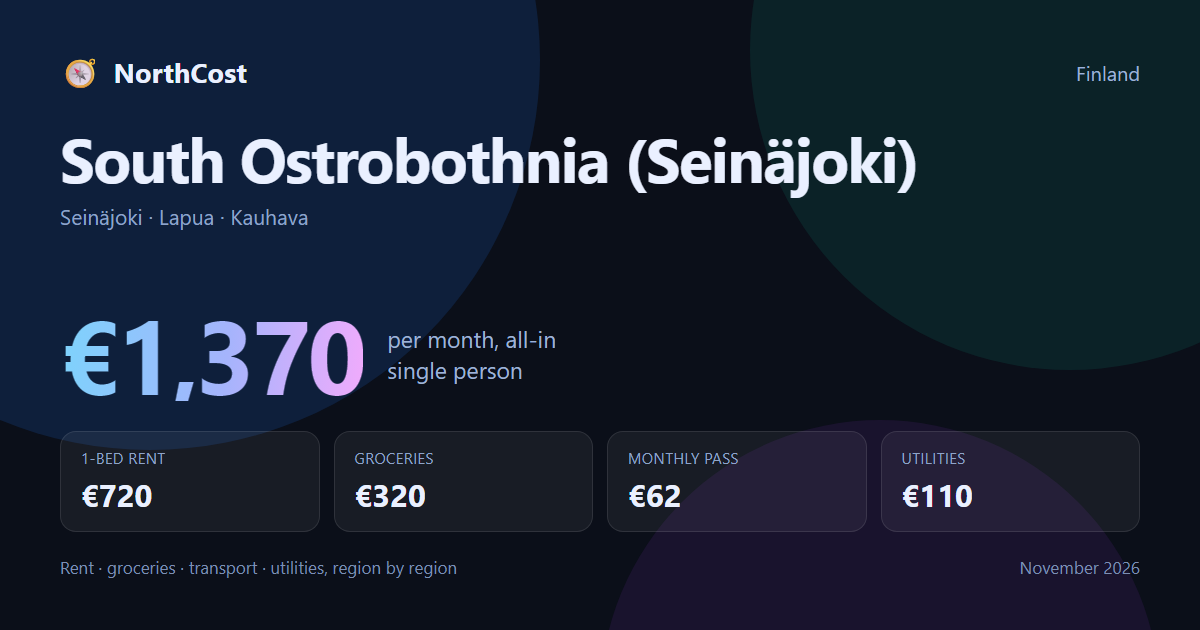 NorthCost
Finland
South Ostrobothnia (Seinäjoki)
Seinäjoki · Lapua · Kauhava
€1,370
per month, all-in
single person
1-BED RENT
€720
GROCERIES
€320
MONTHLY PASS
€62
UTILITIES
€110
Rent · groceries · transport · utilities, region by region
November 2026